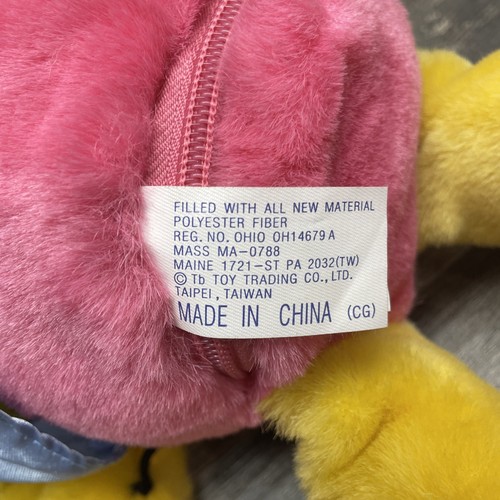 FILLED WITH ALL NEW MATERIAL
POLYESTER FIBER
REG. NO. OHIO OH14679 A
MASS MA-0788
MAINE 1721-ST PA 2032(TW)
© Tb TOY TRADING CO., LTD.
TAIPEI, TAIWAN
MADE IN CHINA (CG)